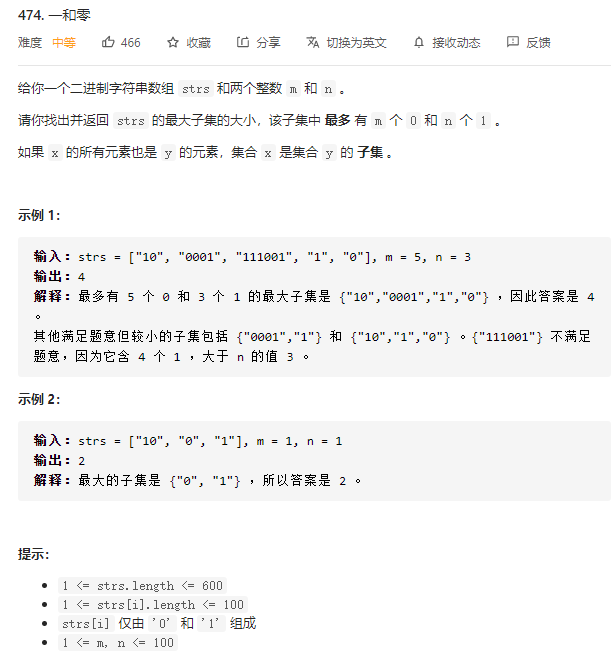 474. 一和零
难度 中等 466 收藏 分享 切换为英文 接收动态 反馈
给你一个二进制字符串数组 strs 和两个整数 m 和 n 。
请你找出并返回 strs 的最大子集的大小，该子集中 最多 有 m 个 0 和 n 个 1 。
如果 x 的所有元素也是 y 的元素，集合 x 是集合 y 的 子集 。
示例 1：
输入：strs = ["10", "0001", "111001", "1", "0"], m = 5, n = 3
输出：4
解释：最多有 5 个 0 和 3 个 1 的最大子集是 {"10","0001","1","0"} ，因此答案是 4
。
其他满足题意但较小的子集包括 {"0001","1"} 和 {"10","1","0"} 。{"111001"} 不满足
题意，因为它含 4 个 1 ，大于 n 的值 3 。
示例 2：
输入：strs = ["10", "0", "1"], m = 1, n = 1
输出：2
解释：最大的子集是 {"0", "1"} ，所以答案是 2 。
提示：
• 1 <= strs.length <= 600
• 1 <= strs[i].length <= 100
• strs[i] 仅由 '0' 和 '1' 组成
• 1 <= m, n <= 100